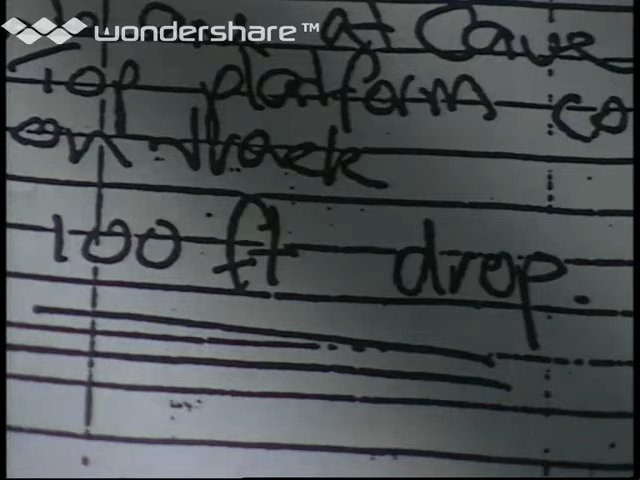 wondershare™
at Cave
Top platform co
on track
100 ft drop.